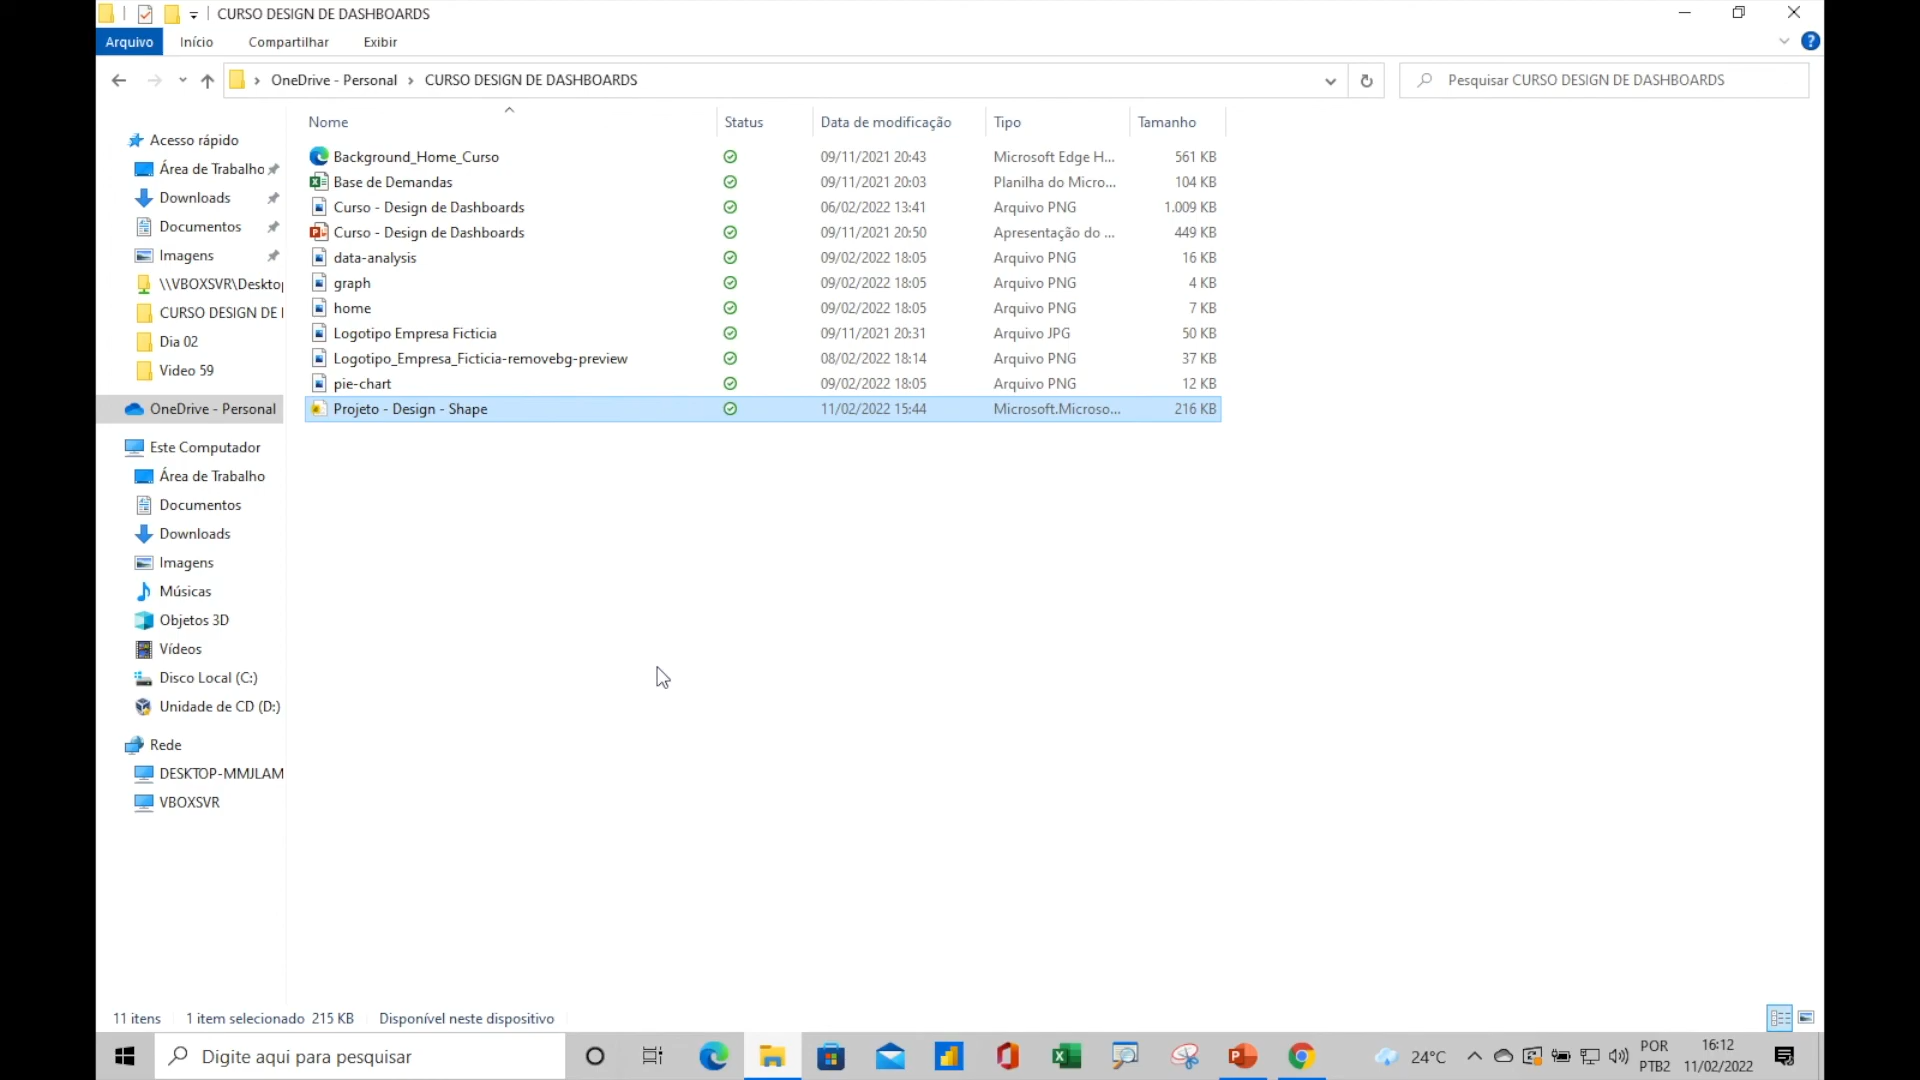 CURSO DESIGN DE DASHBOARDS
Arquivo Início Compartilhar Exibir
OneDrive - Personal CURSO DESIGN DE DASHBOARDS Pesquisar CURSO DESIGN DE DASHBOARDS
Nome Status Data de modificação Tipo Tamanho
Background_Home_Curso 09/11/2021 20:43 Microsoft Edge H... 561 KB
Base de Demandas 09/11/2021 20:03 Planilha do Micro... 104 KB
Curso - Design de Dashboards 06/02/2022 13:41 Arquivo PNG 1.009 KB
Curso - Design de Dashboards 09/11/2021 20:50 Apresentação do ... 449 KB
data-analysis 09/02/2022 18:05 Arquivo PNG 16 KB
graph 09/02/2022 18:05 Arquivo PNG 4 KB
home 09/02/2022 18:05 Arquivo PNG 7 KB
Logotipo Empresa Ficticia 09/11/2021 20:31 Arquivo JPG 50 KB
Logotipo_Empresa_Ficticia-removebg-preview 08/02/2022 18:14 Arquivo PNG 37 KB
pie-chart 09/02/2022 18:05 Arquivo PNG 12 KB
Projeto - Design - Shape 11/02/2022 15:44 Microsoft.Microso... 216 KB
Acesso rápido
Área de Trabalho
Downloads
Documentos
Imagens
\\VBOXSVR\Deskto
CURSO DESIGN DE
Dia 02
Video 59
OneDrive - Personal
Este Computador
Área de Trabalho
Documentos
Downloads
Imagens
Músicas
Objetos 3D
Vídeos
Disco Local (C:)
Unidade de CD (D:)
Rede
DESKTOP-MMJLAM
VBOXSVR
11 itens 1 item selecionado 215 KB Disponível neste dispositivo
Digite aqui para pesquisar
24°C
POR
PTB2
16:12
11/02/2022